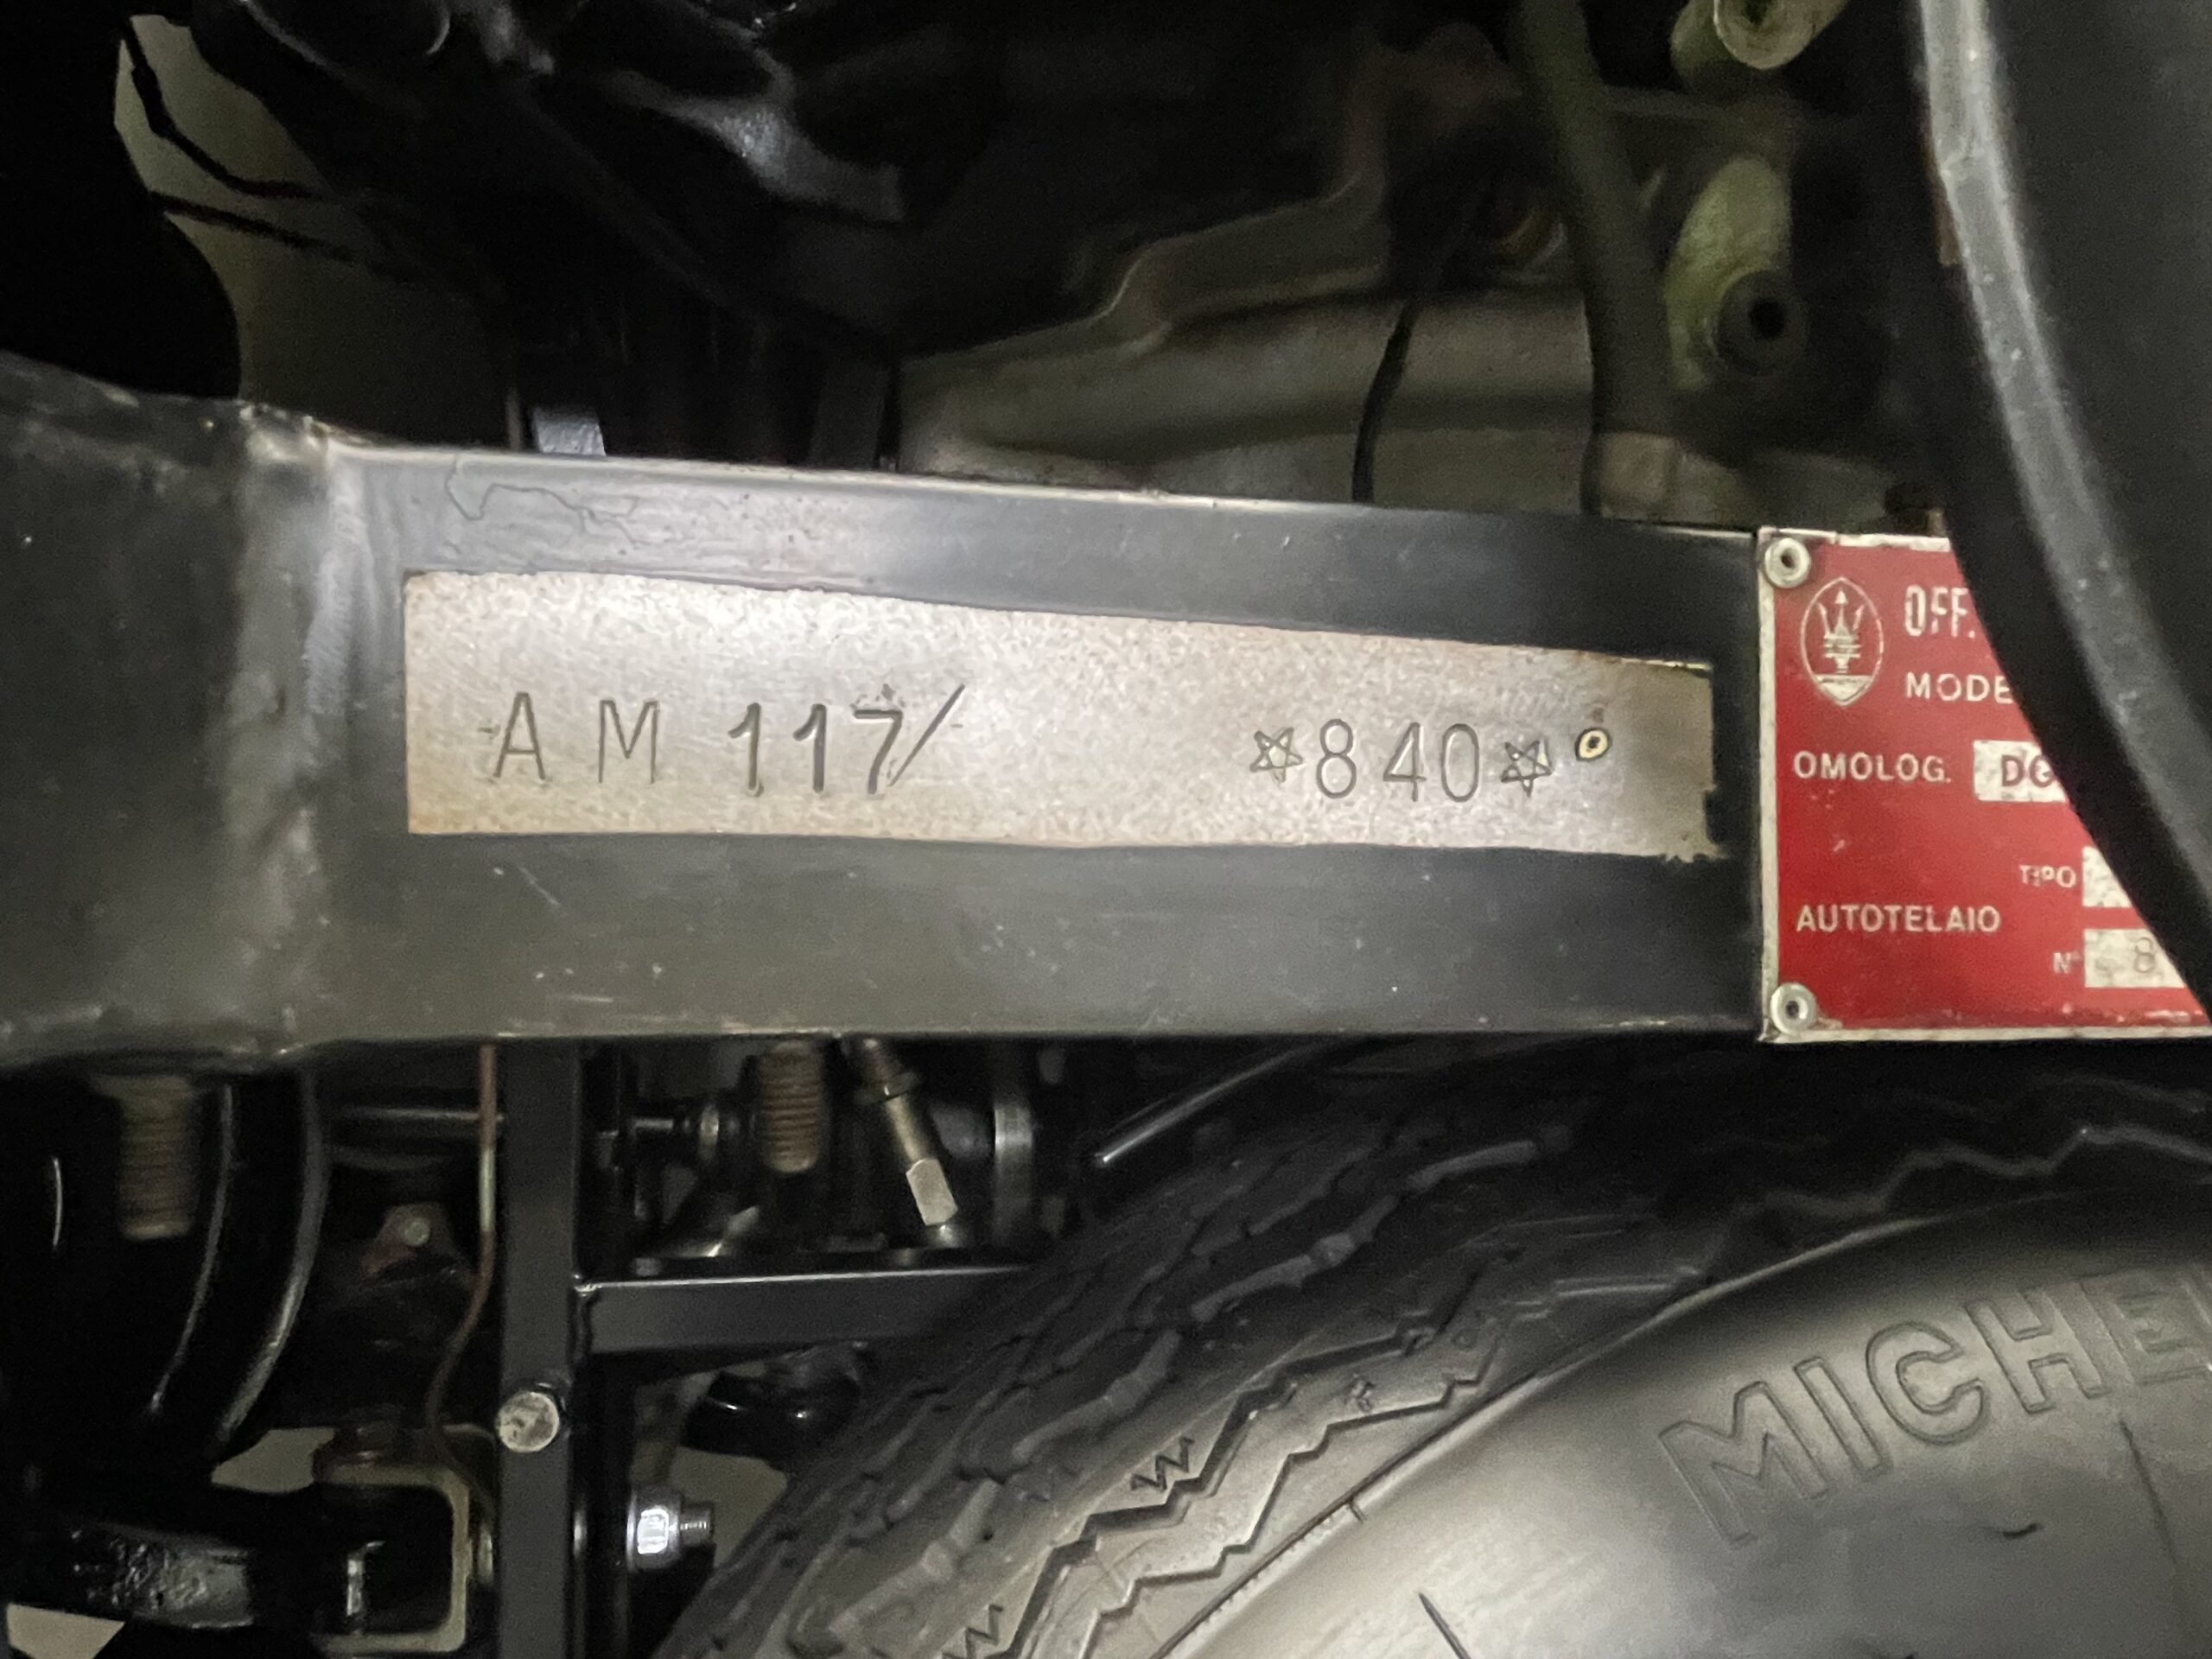 AM 117/ ☆840☆
OFF.
MODE
OMOLOG. DG
TIPO
AUTOTELAIO
N° 8
MICHE